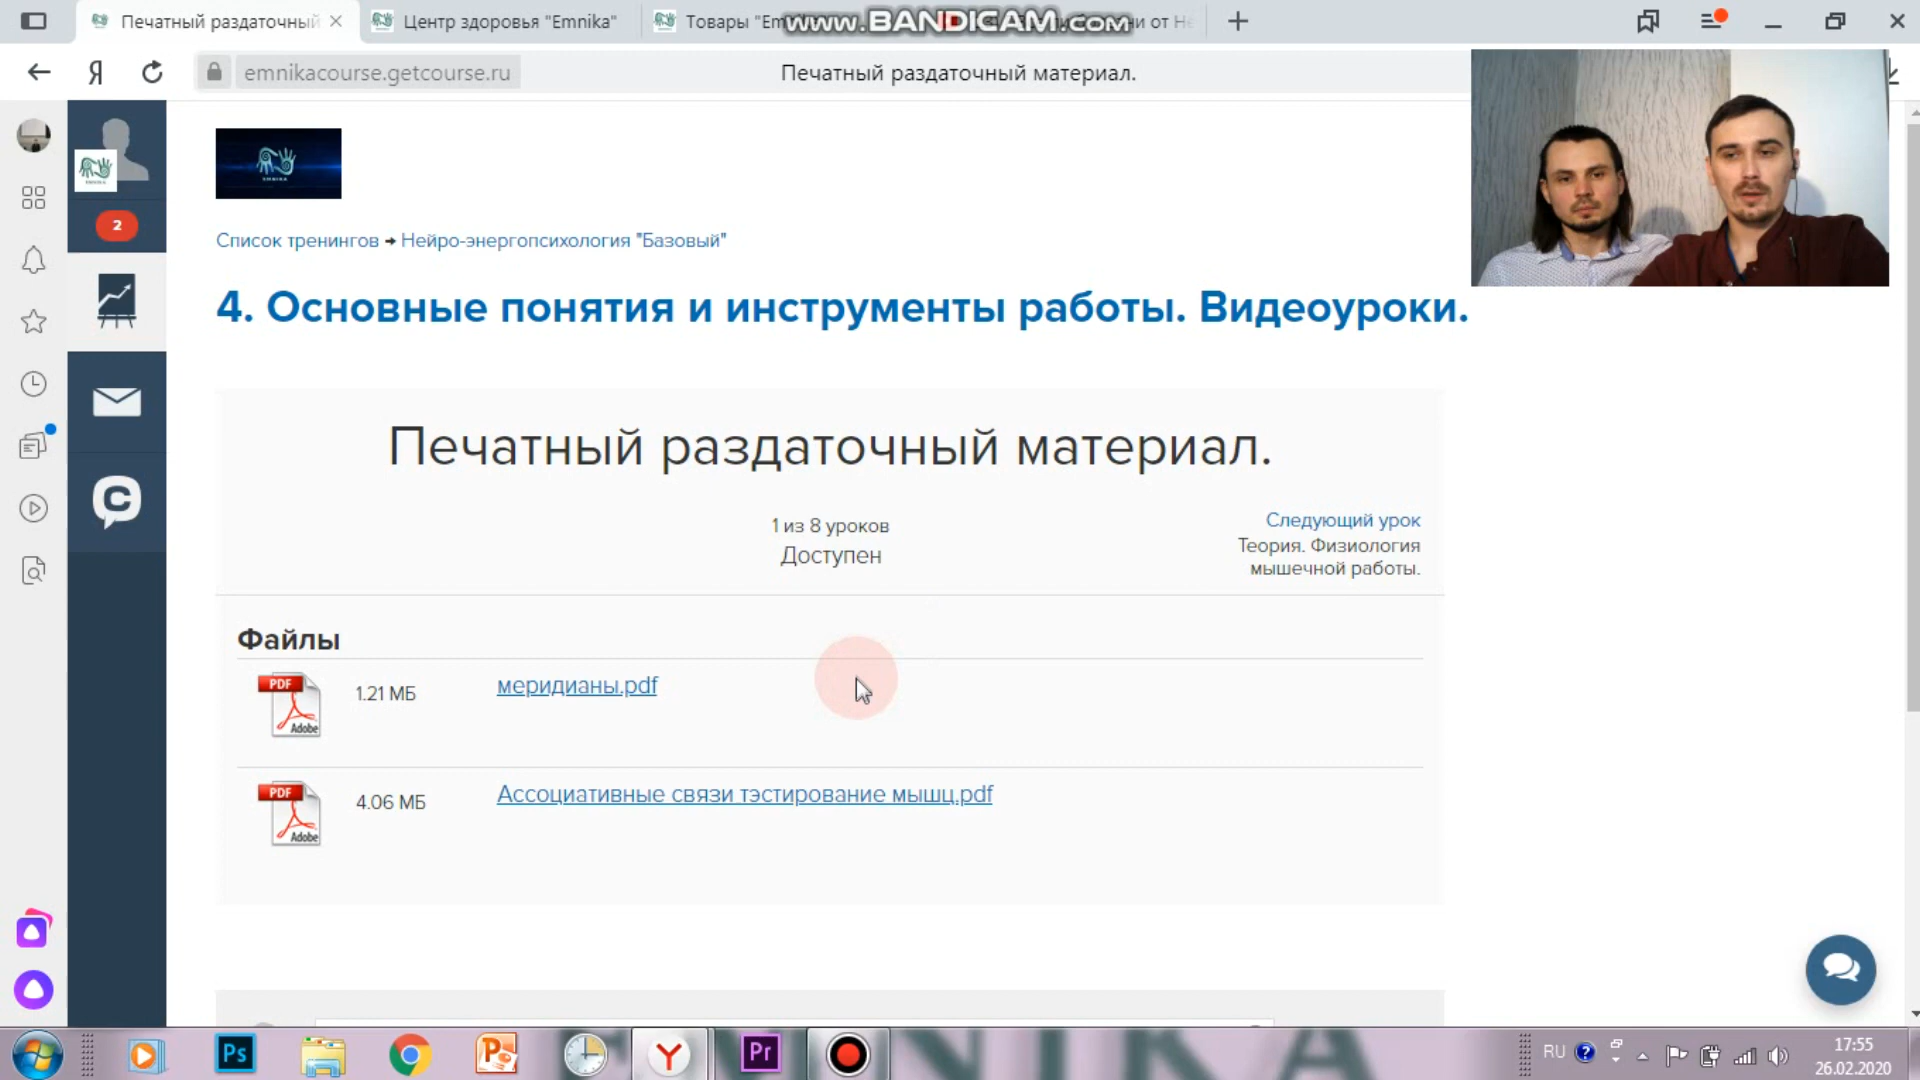 Печатный раздаточный
Центр здоровья "Emnika"
Товары "Em
www.BANDICAM.com
emnikacourse.getcourse.ru
Печатный раздаточный материал.
2
EMNIKA
Список тренингов → Нейро-энергопсихология "Базовый"
4. Основные понятия и инструменты работы. Видеоуроки.
Печатный раздаточный материал.
1 из 8 уроков
Доступен
Следующий урок
Теория. Физиология
мышечной работы.
Файлы
PDF
Adobe
1.21 МБ
меридианы.pdf
PDF
Adobe
4.06 МБ
Ассоциативные связи тэстирование мышц.pdf
Ps
Pr
RU
17:55
26.02.2020